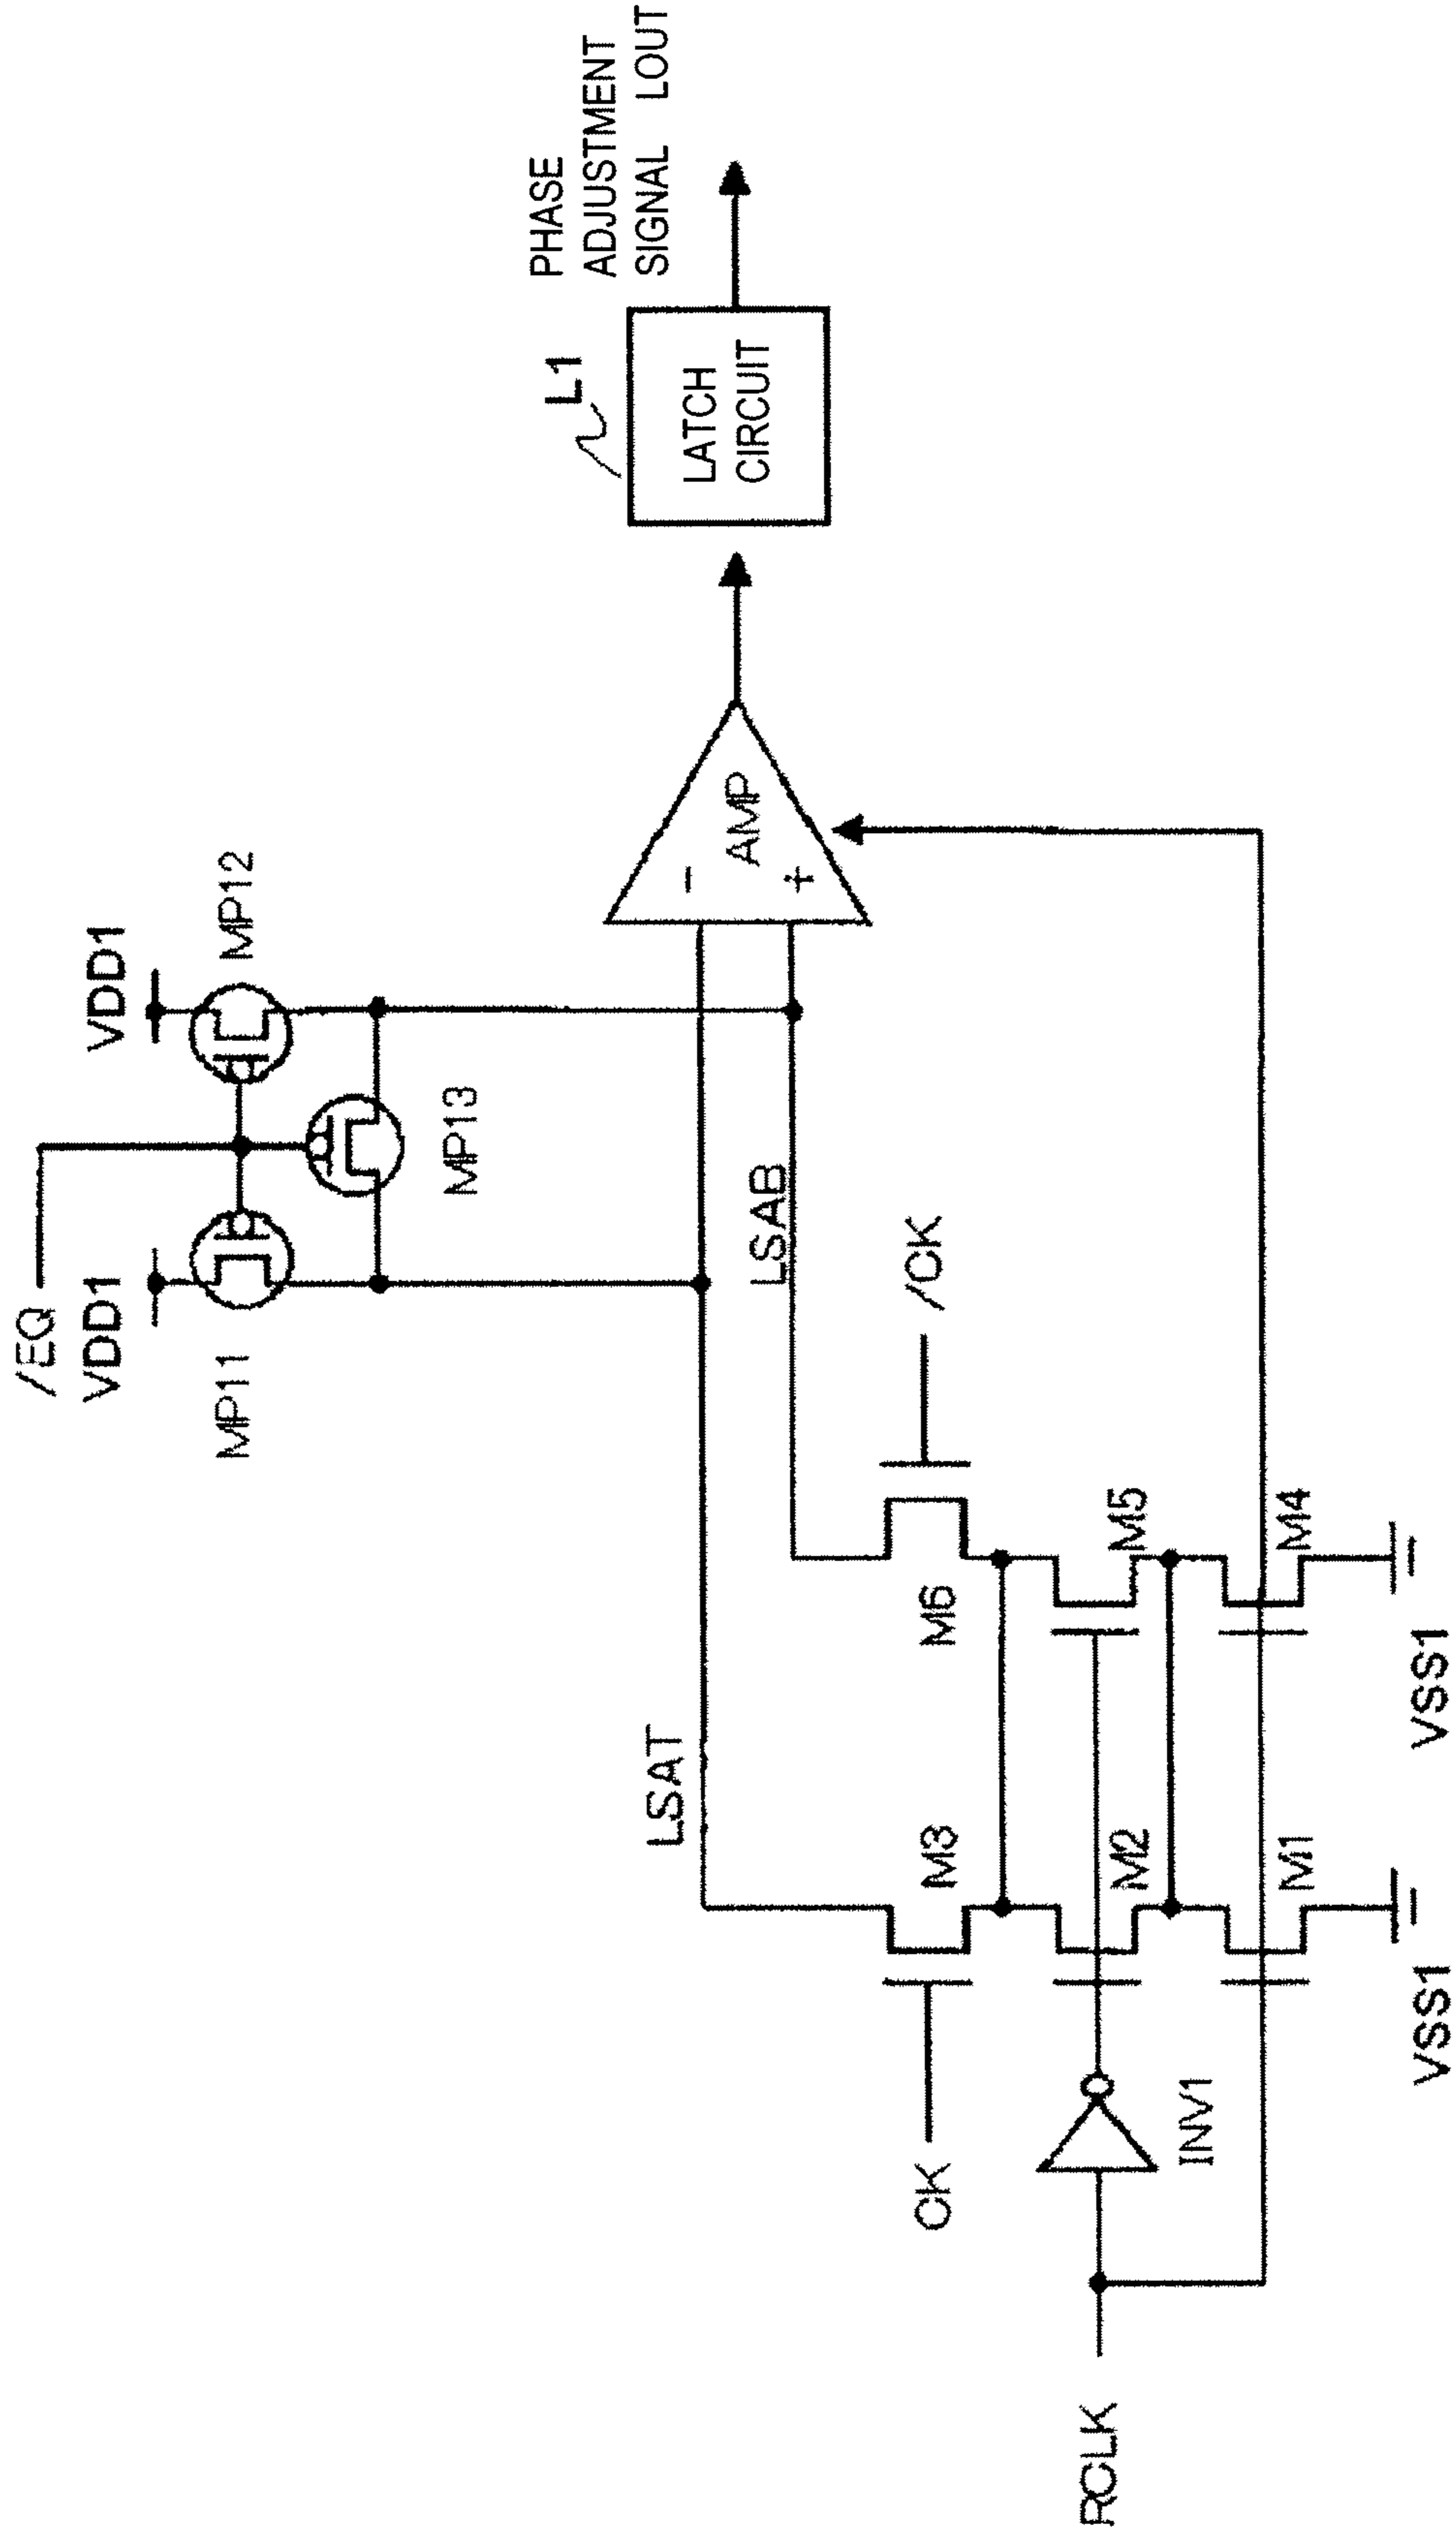 /EQ
VDD1
VDD1
MP11
MP12
MP13
PHASE
ADJUSTMENT
SIGNAL LOUT
L1
LATCH
CIRCUIT
AMP
−
+
LSAT
LSAB
CK
M3
M6
/CK
RCLK
INV1
M2
M5
M1
M4
VSS1
VSS1